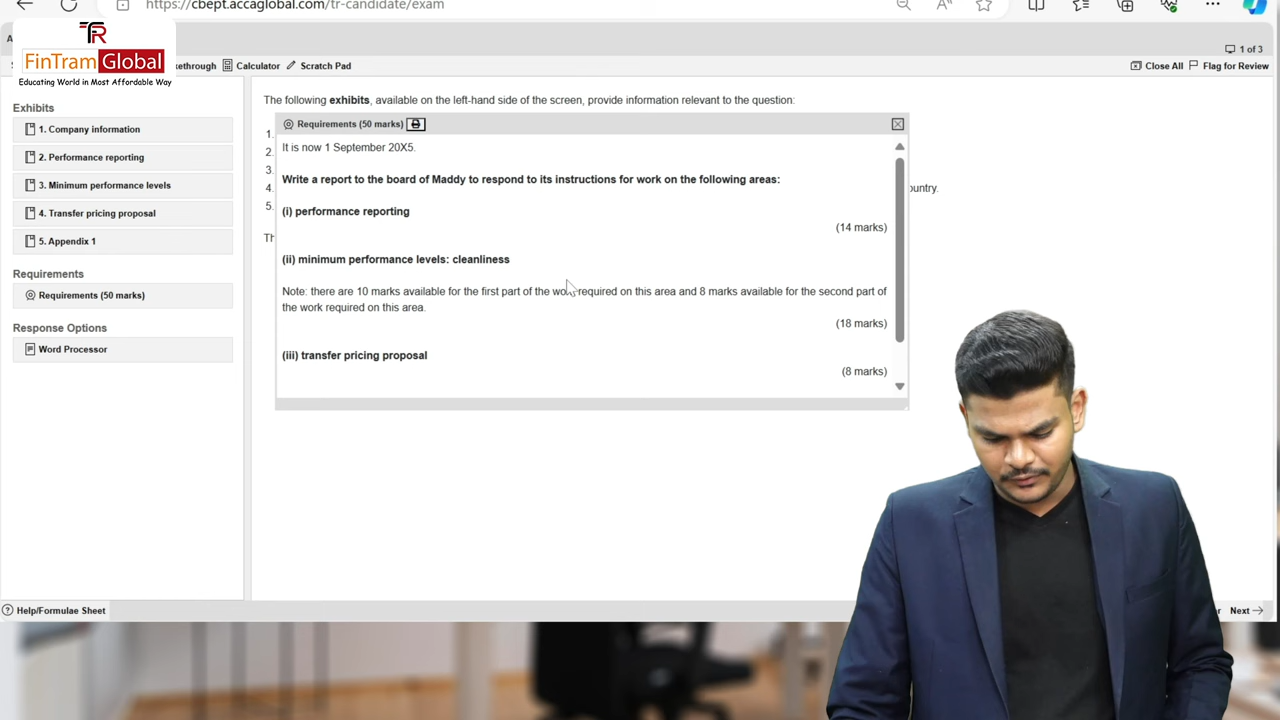 https://cbept.accaglobal.com/tr-candidate/exam
FR
FinTram Global
Educating World in Most Affordable Way
1 of 3
Calculator
Scratch Pad
Close All
Flag for Review
Exhibits
1. Company information
2. Performance reporting
3. Minimum performance levels
4. Transfer pricing proposal
5. Appendix 1
Requirements
Requirements (50 marks)
Response Options
Word Processor
The following exhibits, available on the left-hand side of the screen, provide information relevant to the question:
1.
2.
3.
4.
5.
Requirements (50 marks)
It is now 1 September 20X5.
Write a report to the board of Maddy to respond to its instructions for work on the following areas:
(i) performance reporting
(14 marks)
(ii) minimum performance levels: cleanliness
Note: there are 10 marks available for the first part of the work required on this area and 8 marks available for the second part of
the work required on this area.
(18 marks)
(iii) transfer pricing proposal
(8 marks)
Help/Formulae Sheet
Next